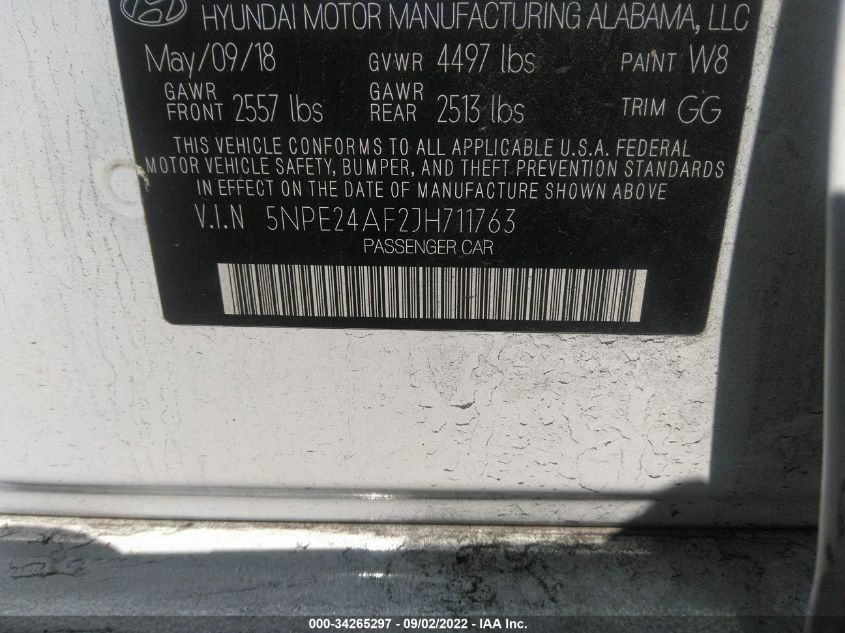 HYUNDAI MOTOR MANUFACTURING ALABAMA, LLC
May/09/18 GVWR 4497 lbs PAINT W8
GAWR FRONT 2557 lbs GAWR REAR 2513 lbs TRIM GG
THIS VEHICLE CONFORMS TO ALL APPLICABLE U.S.A. FEDERAL
MOTOR VEHICLE SAFETY, BUMPER, AND THEFT PREVENTION STANDARDS
IN EFFECT ON THE DATE OF MANUFACTURE SHOWN ABOVE
V.I.N 5NPE24AF2JH711763
PASSENGER CAR
000-34265297 - 09/02/2022 - IAA Inc.